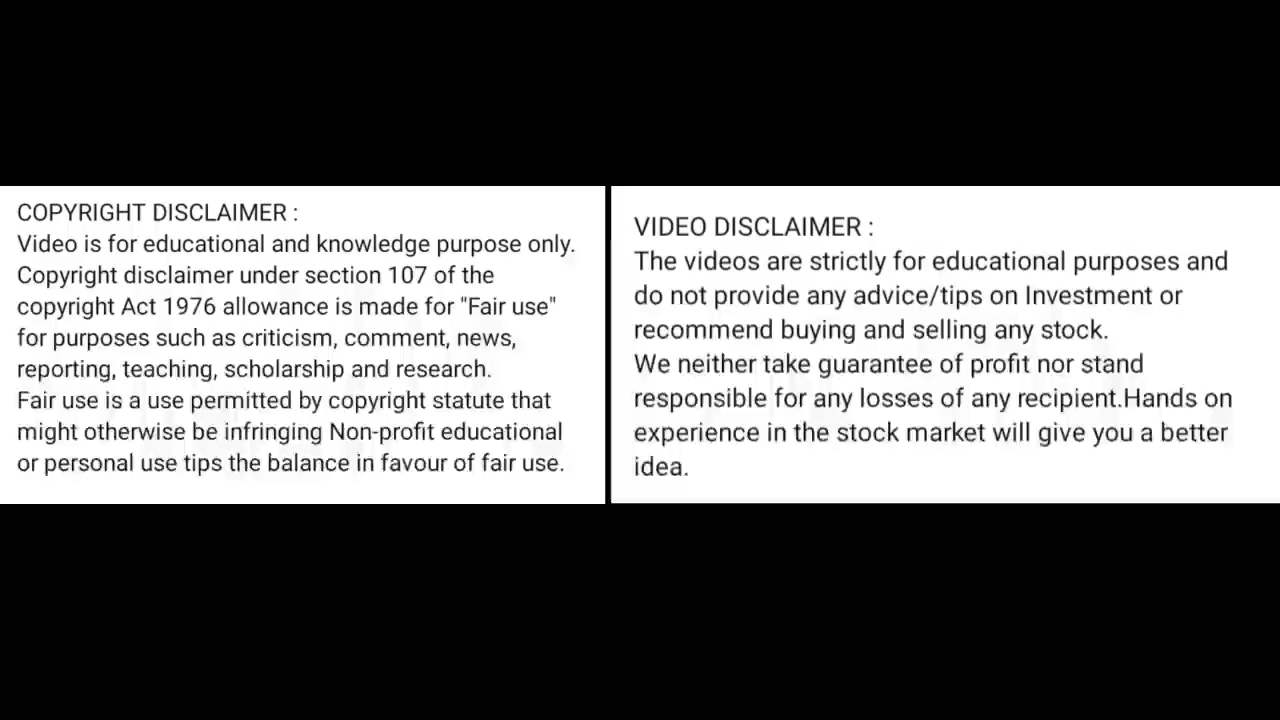 COPYRIGHT DISCLAIMER :
Video is for educational and knowledge purpose only.
Copyright disclaimer under section 107 of the
copyright Act 1976 allowance is made for "Fair use"
for purposes such as criticism, comment, news,
reporting, teaching, scholarship and research.
Fair use is a use permitted by copyright statute that
might otherwise be infringing Non-profit educational
or personal use tips the balance in favour of fair use.
VIDEO DISCLAIMER :
The videos are strictly for educational purposes and
do not provide any advice/tips on Investment or
recommend buying and selling any stock.
We neither take guarantee of profit nor stand
responsible for any losses of any recipient.Hands on
experience in the stock market will give you a better
idea.